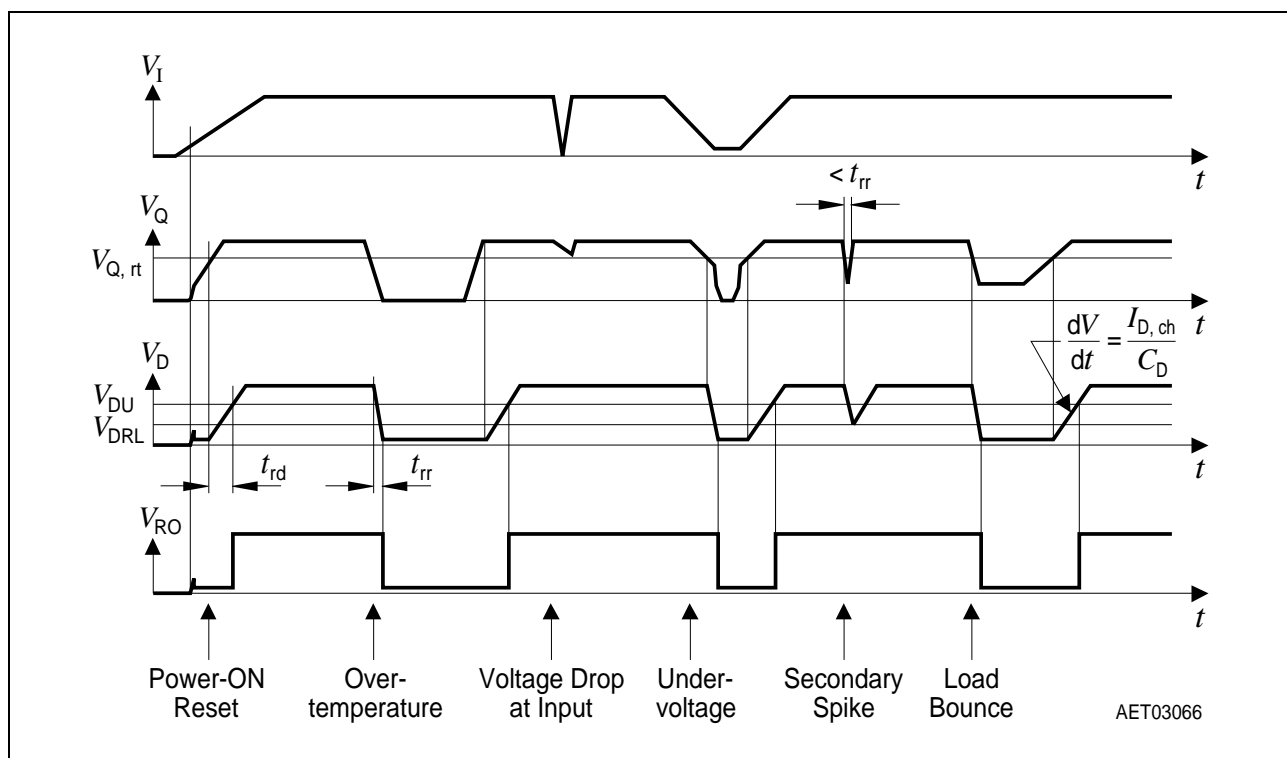 V_I
t
< t_rr
V_Q
V_Q, rt
t
dV/dt = I_D, ch/C_D
V_D
V_DU
V_DRL
t
t_rd
t_rr
V_RO
t
Power-ON
Reset
Over-
temperature
Voltage Drop
at Input
Under-
voltage
Secondary
Spike
Load
Bounce
AET03066